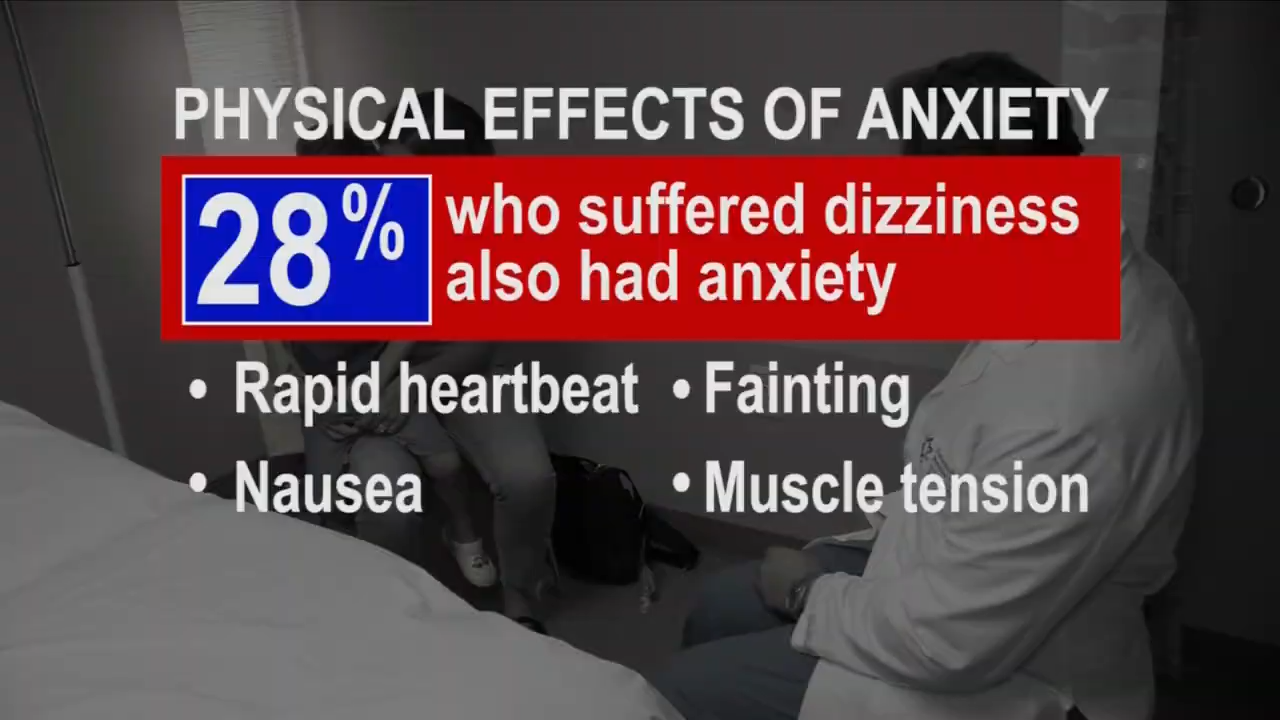 PHYSICAL EFFECTS OF ANXIETY
28% who suffered dizziness
also had anxiety
• Rapid heartbeat • Fainting
• Nausea • Muscle tension